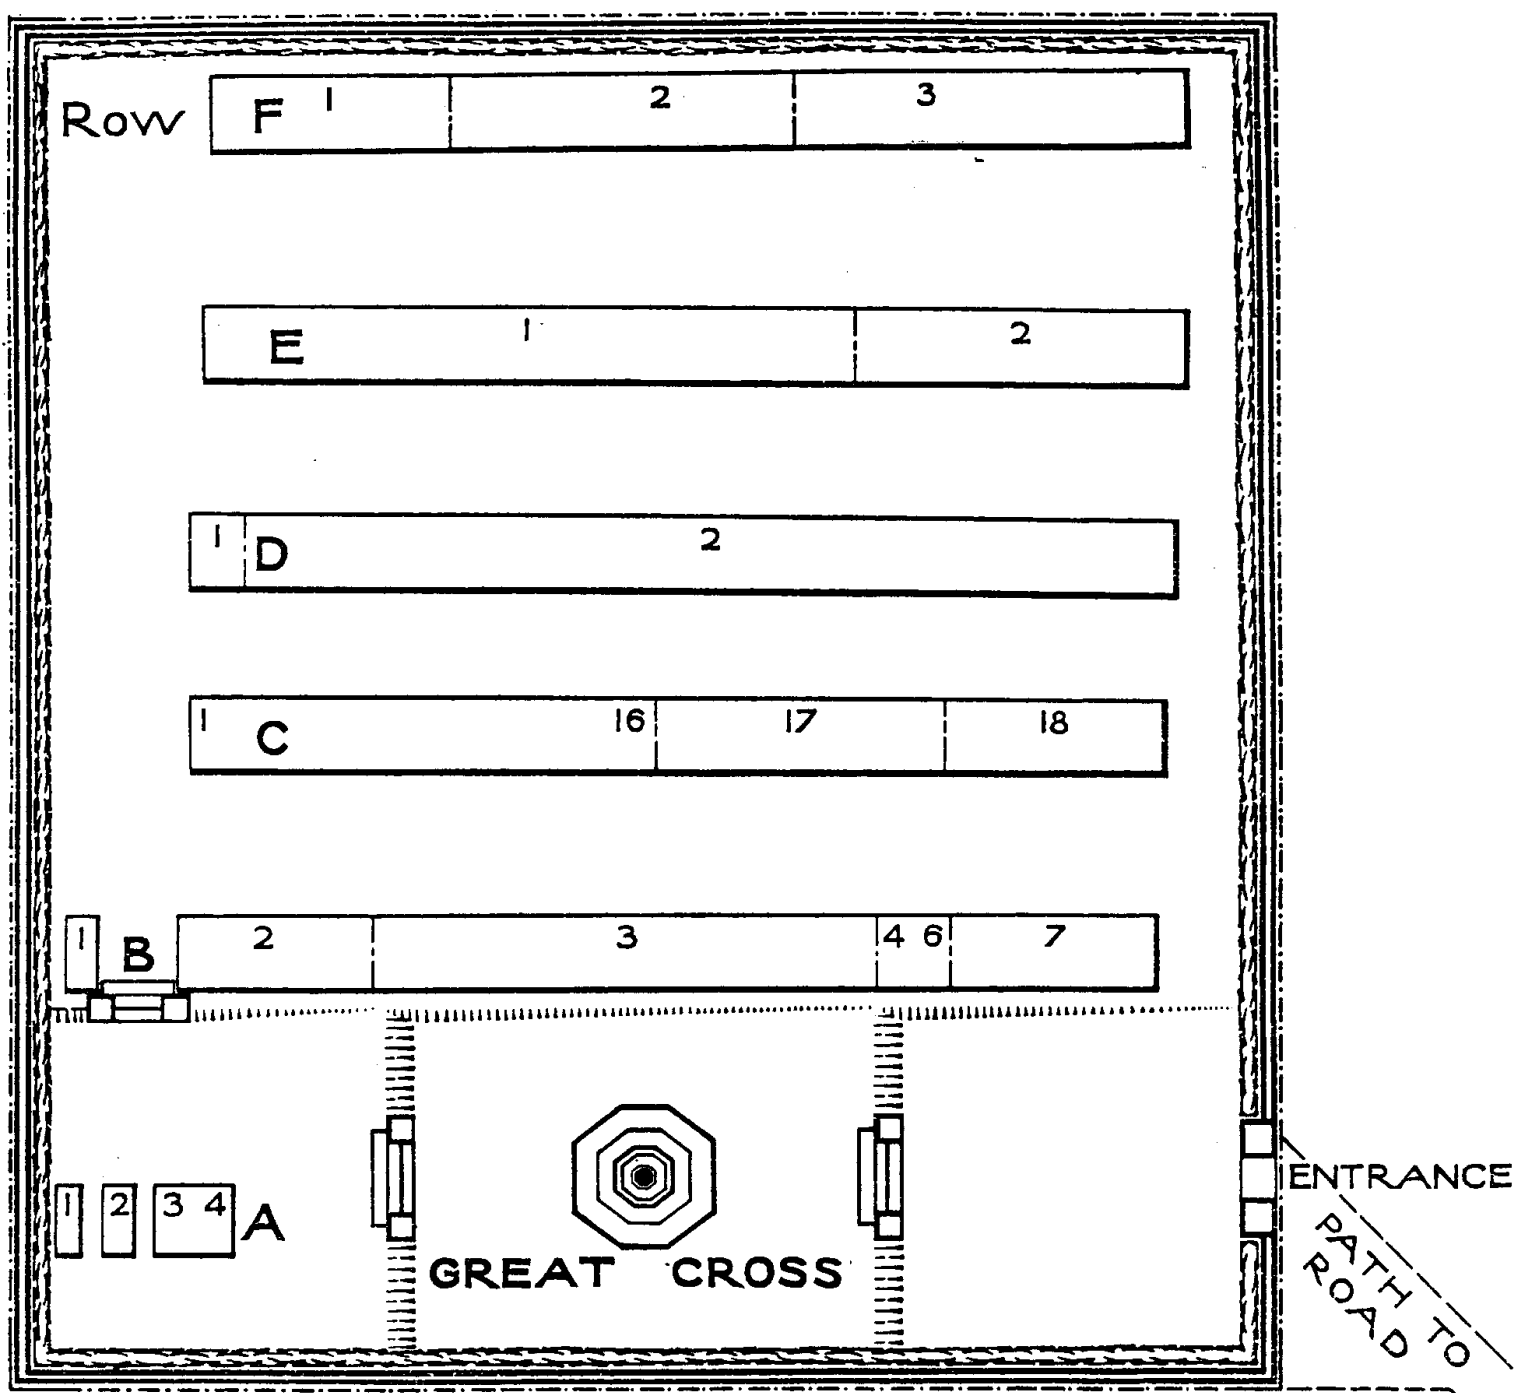 Row F 1 2 3
E 1 2
1 D 2
1 C 16 17 18
1 B 2 3 4 6 7
1 2 3 4 A
GREAT CROSS
ENTRANCE
PATH TO
ROAD